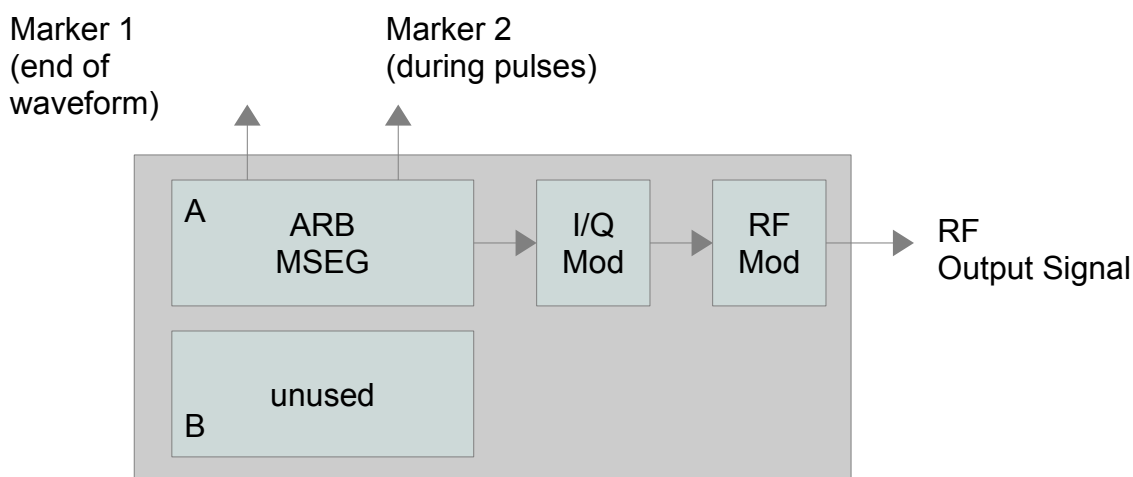 Marker 1
(end of
waveform)
Marker 2
(during pulses)
A
ARB
MSEG
I/Q
Mod
RF
Mod
RF
Output Signal
unused
B